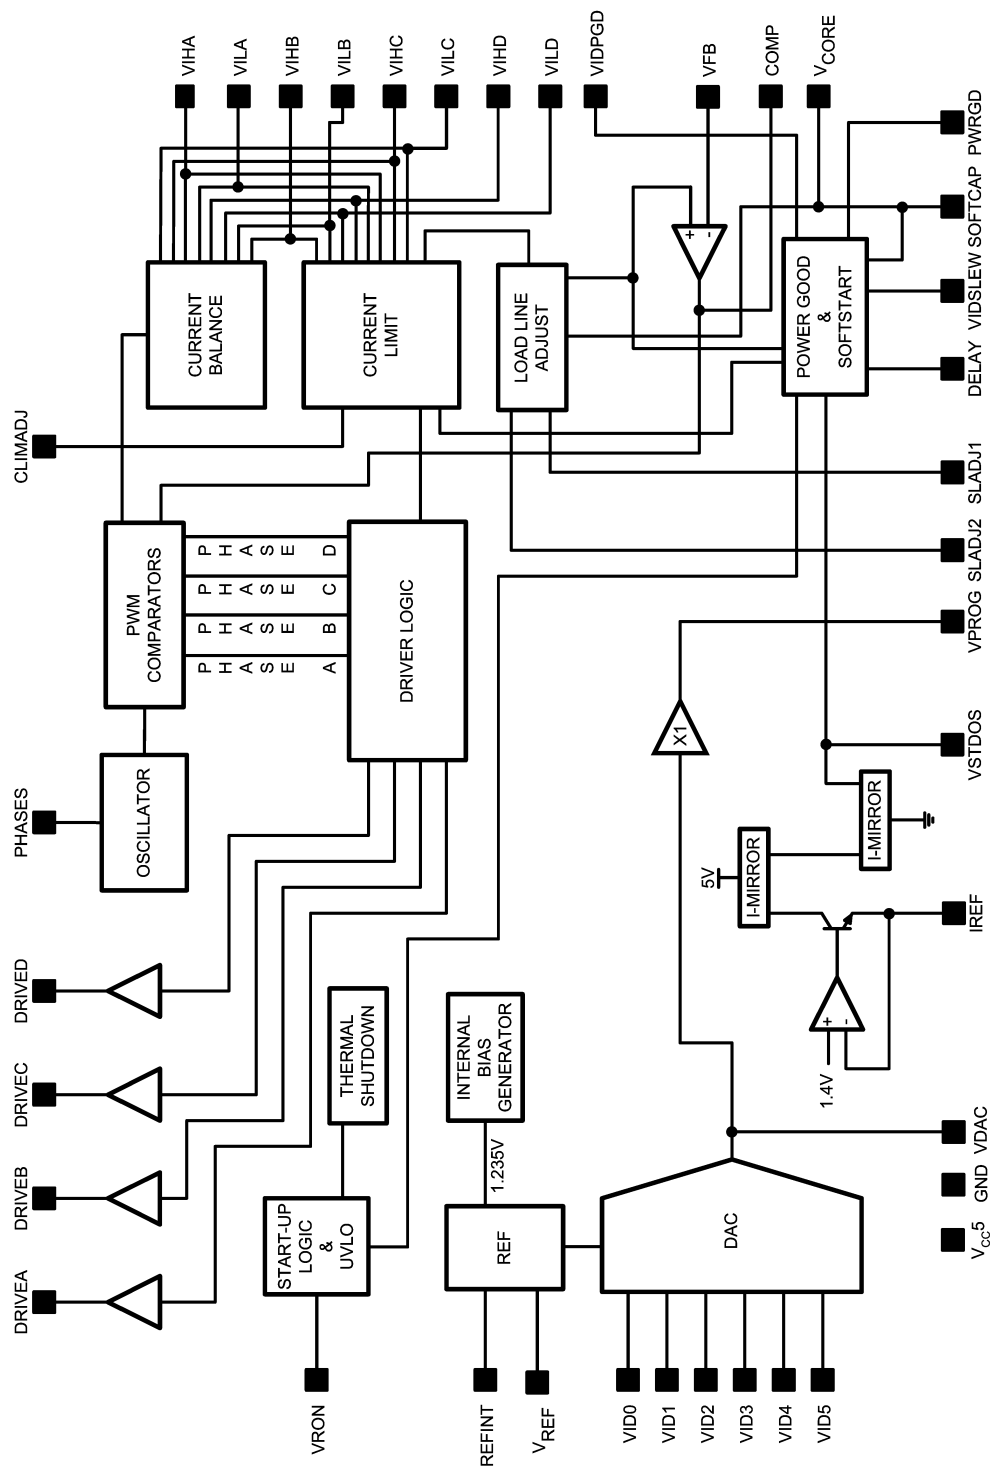 VIHA
VILA
VIHB
VILB
VIHC
VILC
VIHD
VILD
VIDPGD
VFB
COMP
VCORE
PWRGD
SOFTCAP
VIDSLEW
DELAY
SLADJ1
SLADJ2
VPROG
VSTDOS
IREF
VDAC
GND
VCC5
CLIMADJ
PHASES
DRIVED
DRIVEC
DRIVEB
DRIVEA
VRON
REFINT
VREF
VID0
VID1
VID2
VID3
VID4
VID5
CURRENT
BALANCE
CURRENT
LIMIT
LOAD LINE
ADJUST
+
-
POWER GOOD
&
SOFTSTART
PWM
COMPARATORS
PHASE D
PHASE C
PHASE B
PHASE A
DRIVER LOGIC
OSCILLATOR
X1
I-MIRROR
I-MIRROR
5V
+
-
1.4V
THERMAL
SHUTDOWN
INTERNAL
BIAS
GENERATOR
1.235V
START-UP
LOGIC
&
UVLO
REF
DAC